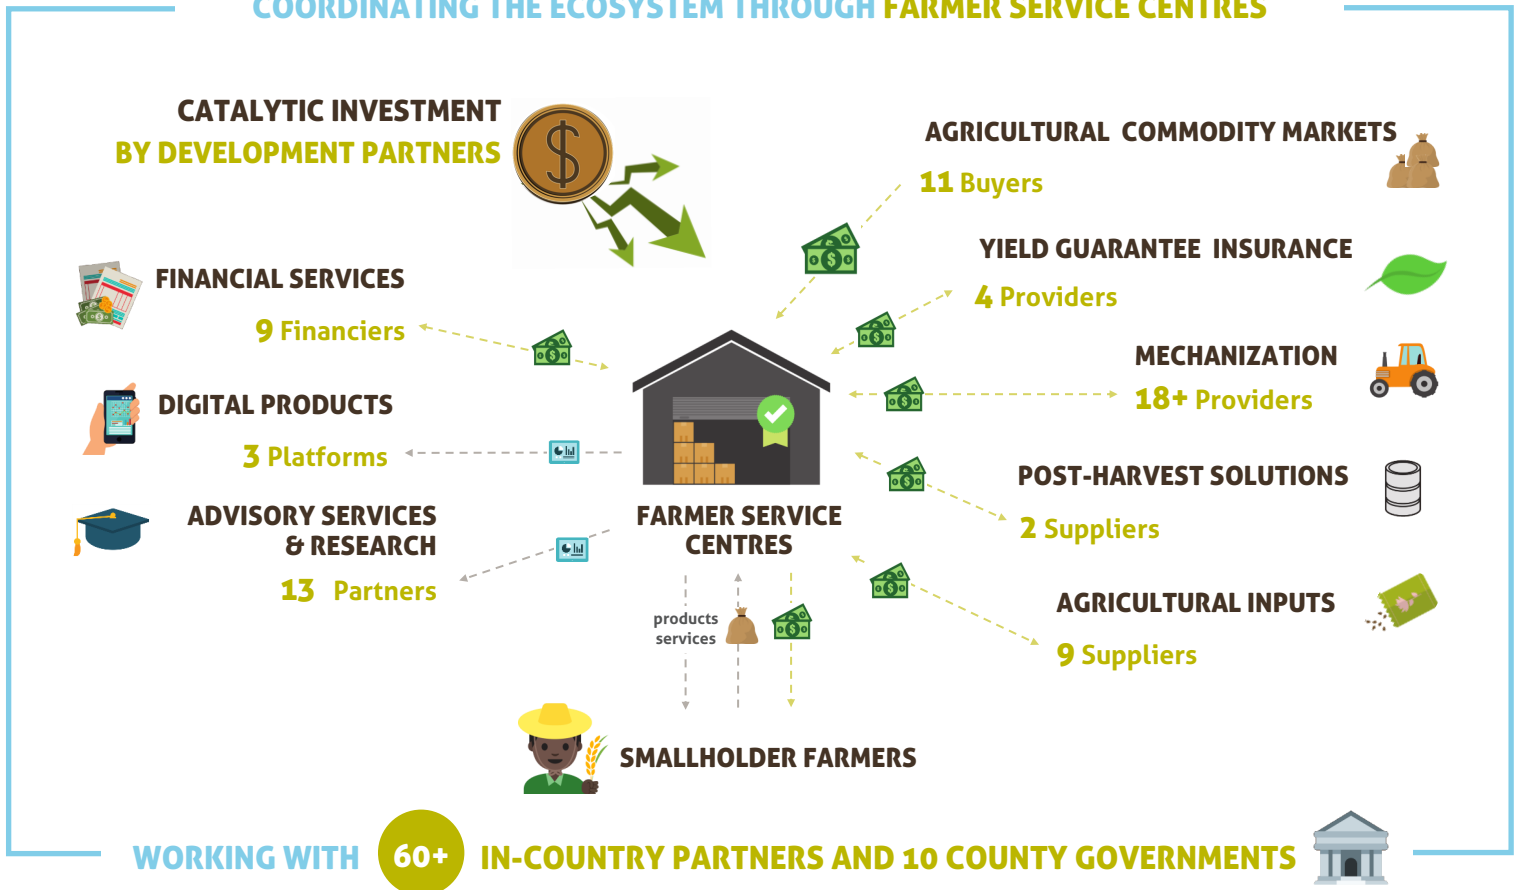 COORDINATING THE ECOSYSTEM THROUGH FARMER SERVICE CENTRES
CATALYTIC INVESTMENT
BY DEVELOPMENT PARTNERS
FINANCIAL SERVICES
9 Financiers
DIGITAL PRODUCTS
3 Platforms
ADVISORY SERVICES
& RESEARCH
13 Partners
AGRICULTURAL COMMODITY MARKETS
11 Buyers
YIELD GUARANTEE INSURANCE
4 Providers
MECHANIZATION
18+ Providers
POST-HARVEST SOLUTIONS
2 Suppliers
AGRICULTURAL INPUTS
9 Suppliers
FARMER SERVICE
CENTRES
products
services
SMALLHOLDER FARMERS
WORKING WITH 60+ IN-COUNTRY PARTNERS AND 10 COUNTY GOVERNMENTS